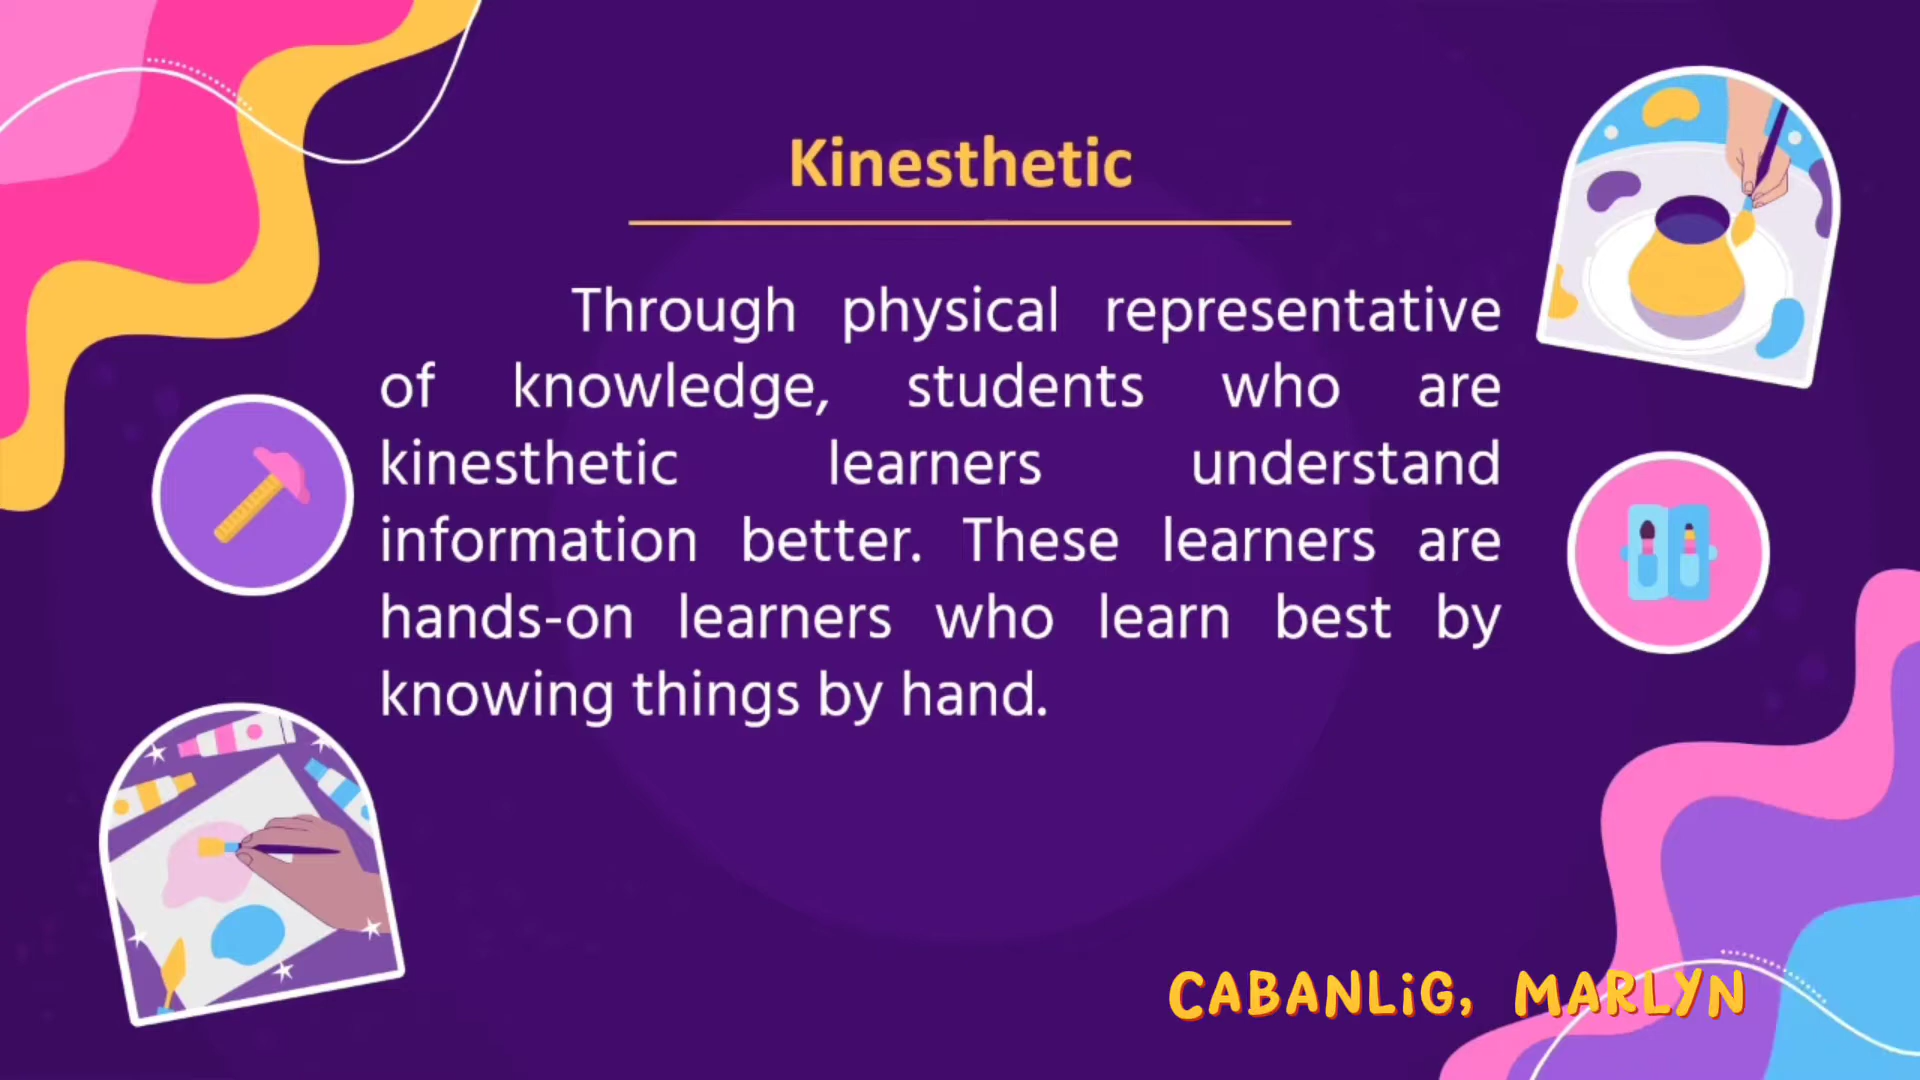 Kinesthetic
Through physical representative
of knowledge, students who are
kinesthetic learners understand
information better. These learners are
hands-on learners who learn best by
knowing things by hand.
CABANLiG, MARLYN